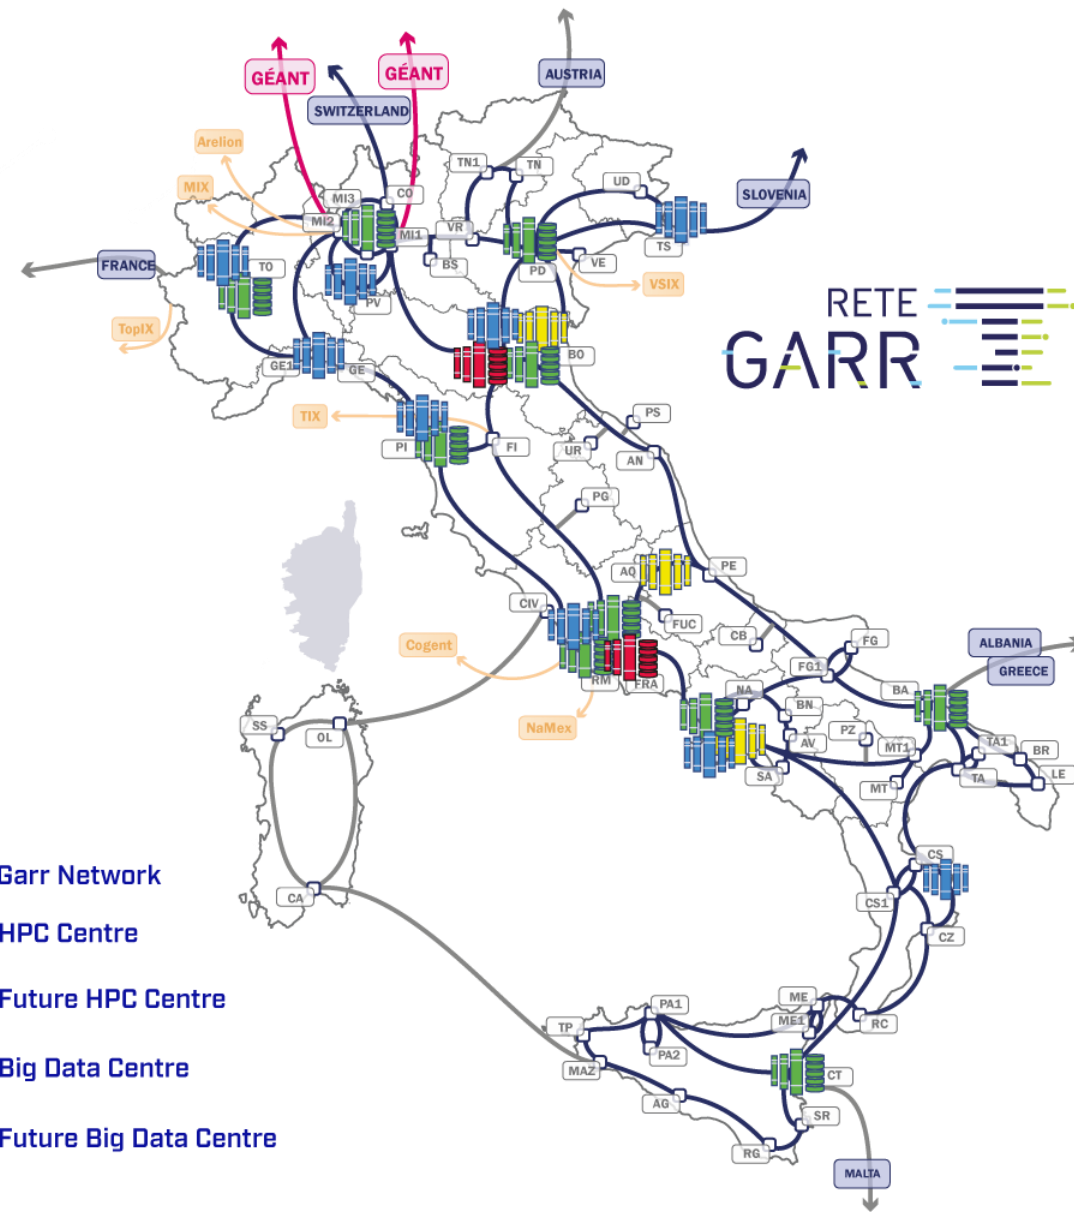 AUSTRIA
GÉANT
GÉANT
SWITZERLAND
Arelion
TN1
TN
MIX
UD
SLOVENIA
MI3
CO
MI2
MI1
VR
TS
FRANCE
TO
BS
PD
VE
VSIX
PV
RETE
GARR
TopIX
BO
GE1
GE
TIX
PS
PI
FI
UR
AN
PG
AQ
PE
CIV
FUC
CB
FG
Cogent
ALBANIA
GREECE
FG1
RM
FRA
NA
BA
NaMex
BN
SS
OL
PZ
AV
MT1
TA1
BR
SA
MT
TA
LE
CS
Garr Network
CA
CS1
HPC Centre
CZ
Future HPC Centre
PA1
ME
ME1
RC
TP
PA2
Big Data Centre
MAZ
CT
AG
SR
Future Big Data Centre
RG
MALTA